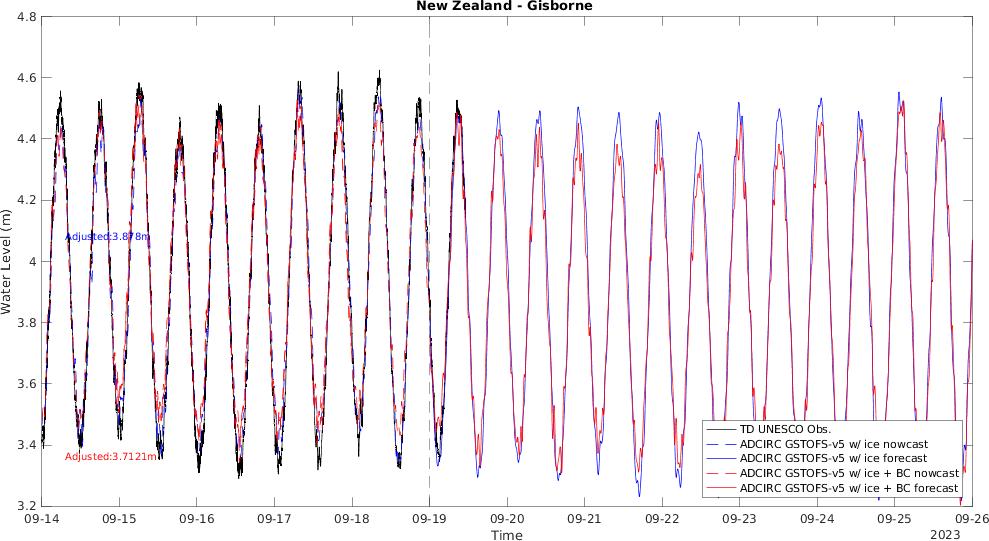 New Zealand - Gisborne
4.8
4.6
4.4
4.2
4
3.8
3.6
3.4
3.2
Water Level (m)
Adjusted:3.878m
Adjusted:3.7121m
TD UNESCO Obs.
ADCIRC GSTOFS-v5 w/ ice nowcast
ADCIRC GSTOFS-v5 w/ ice forecast
ADCIRC GSTOFS-v5 w/ ice + BC nowcast
ADCIRC GSTOFS-v5 w/ ice + BC forecast
09-14 09-15 09-16 09-17 09-18 09-19 09-20 09-21 09-22 09-23 09-24 09-25 09-26
Time
2023